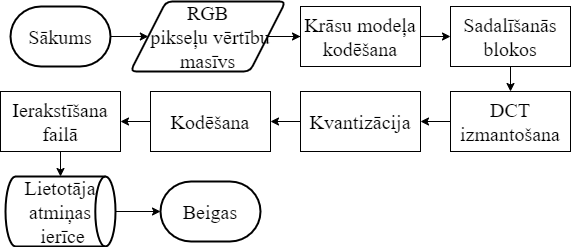 Sākums
RGB
pikseļu vērtību
masīvs
Krāsu modeļa
kodēšana
Sadalīšanās
blokos
DCT
izmantošana
Kvantizācija
Kodēšana
Ierakstīšana
failā
Lietotāja
atmiņas
ierīce
Beigas